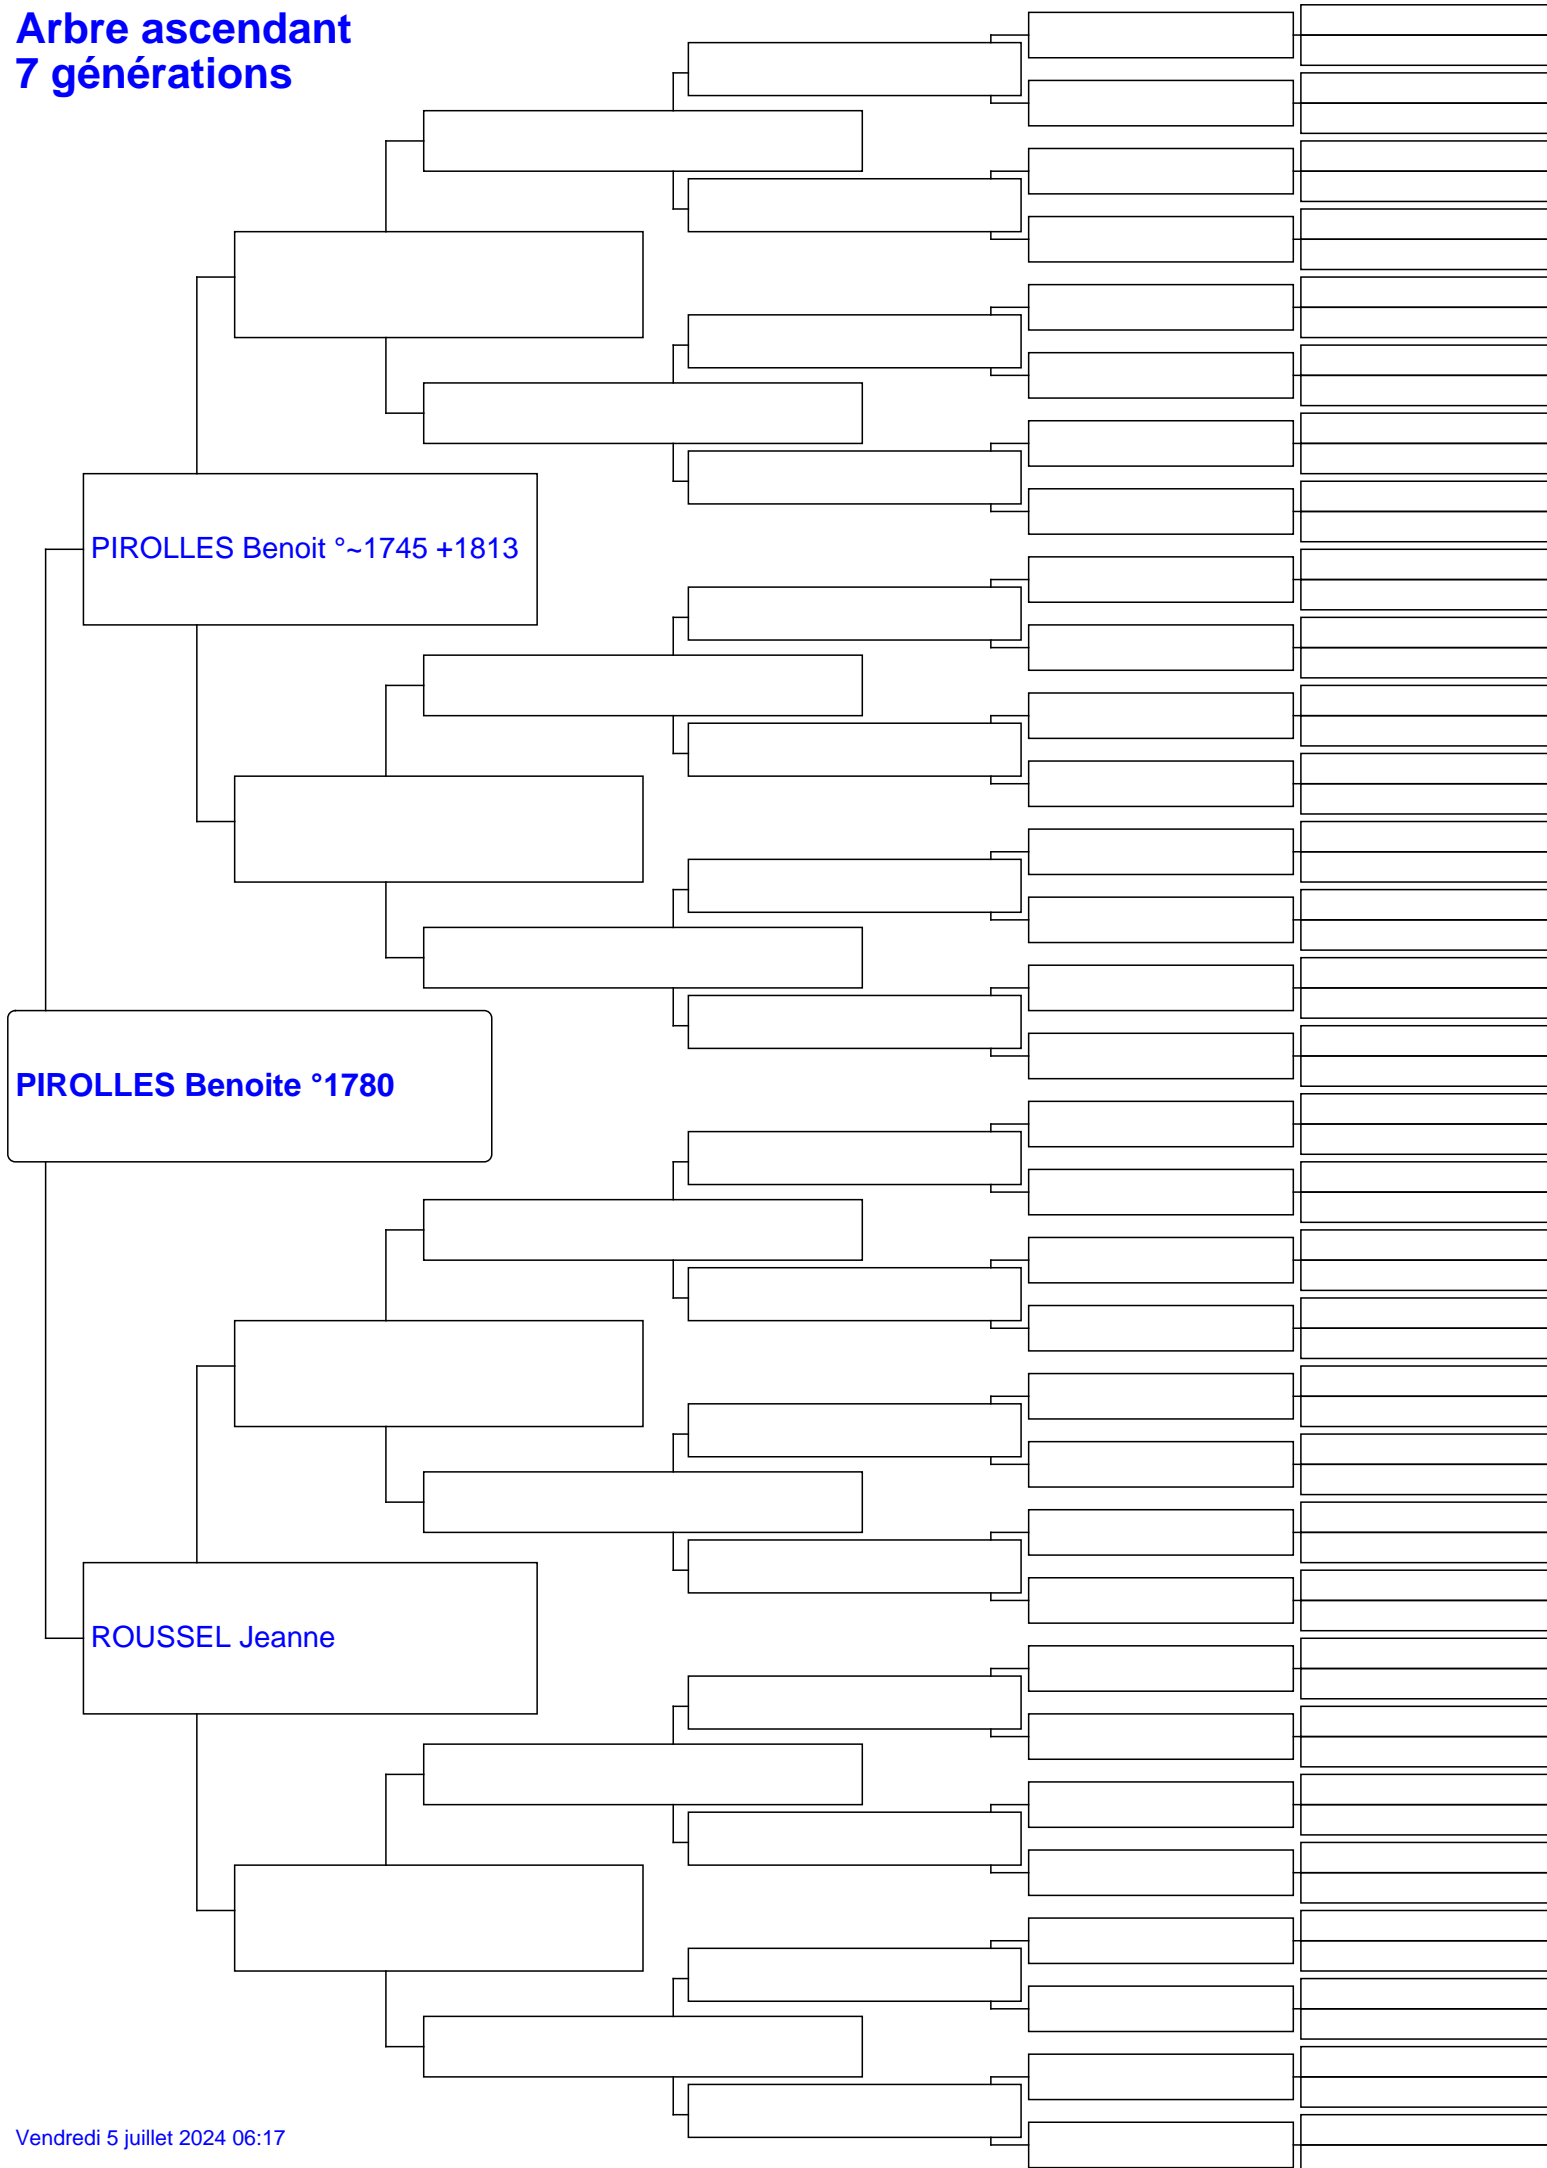 Arbre ascendant
7 générations
PIROLLES Benoit °~1745 +1813
PIROLLES Benoite °1780
ROUSSEL Jeanne
Vendredi 5 juillet 2024 06:17